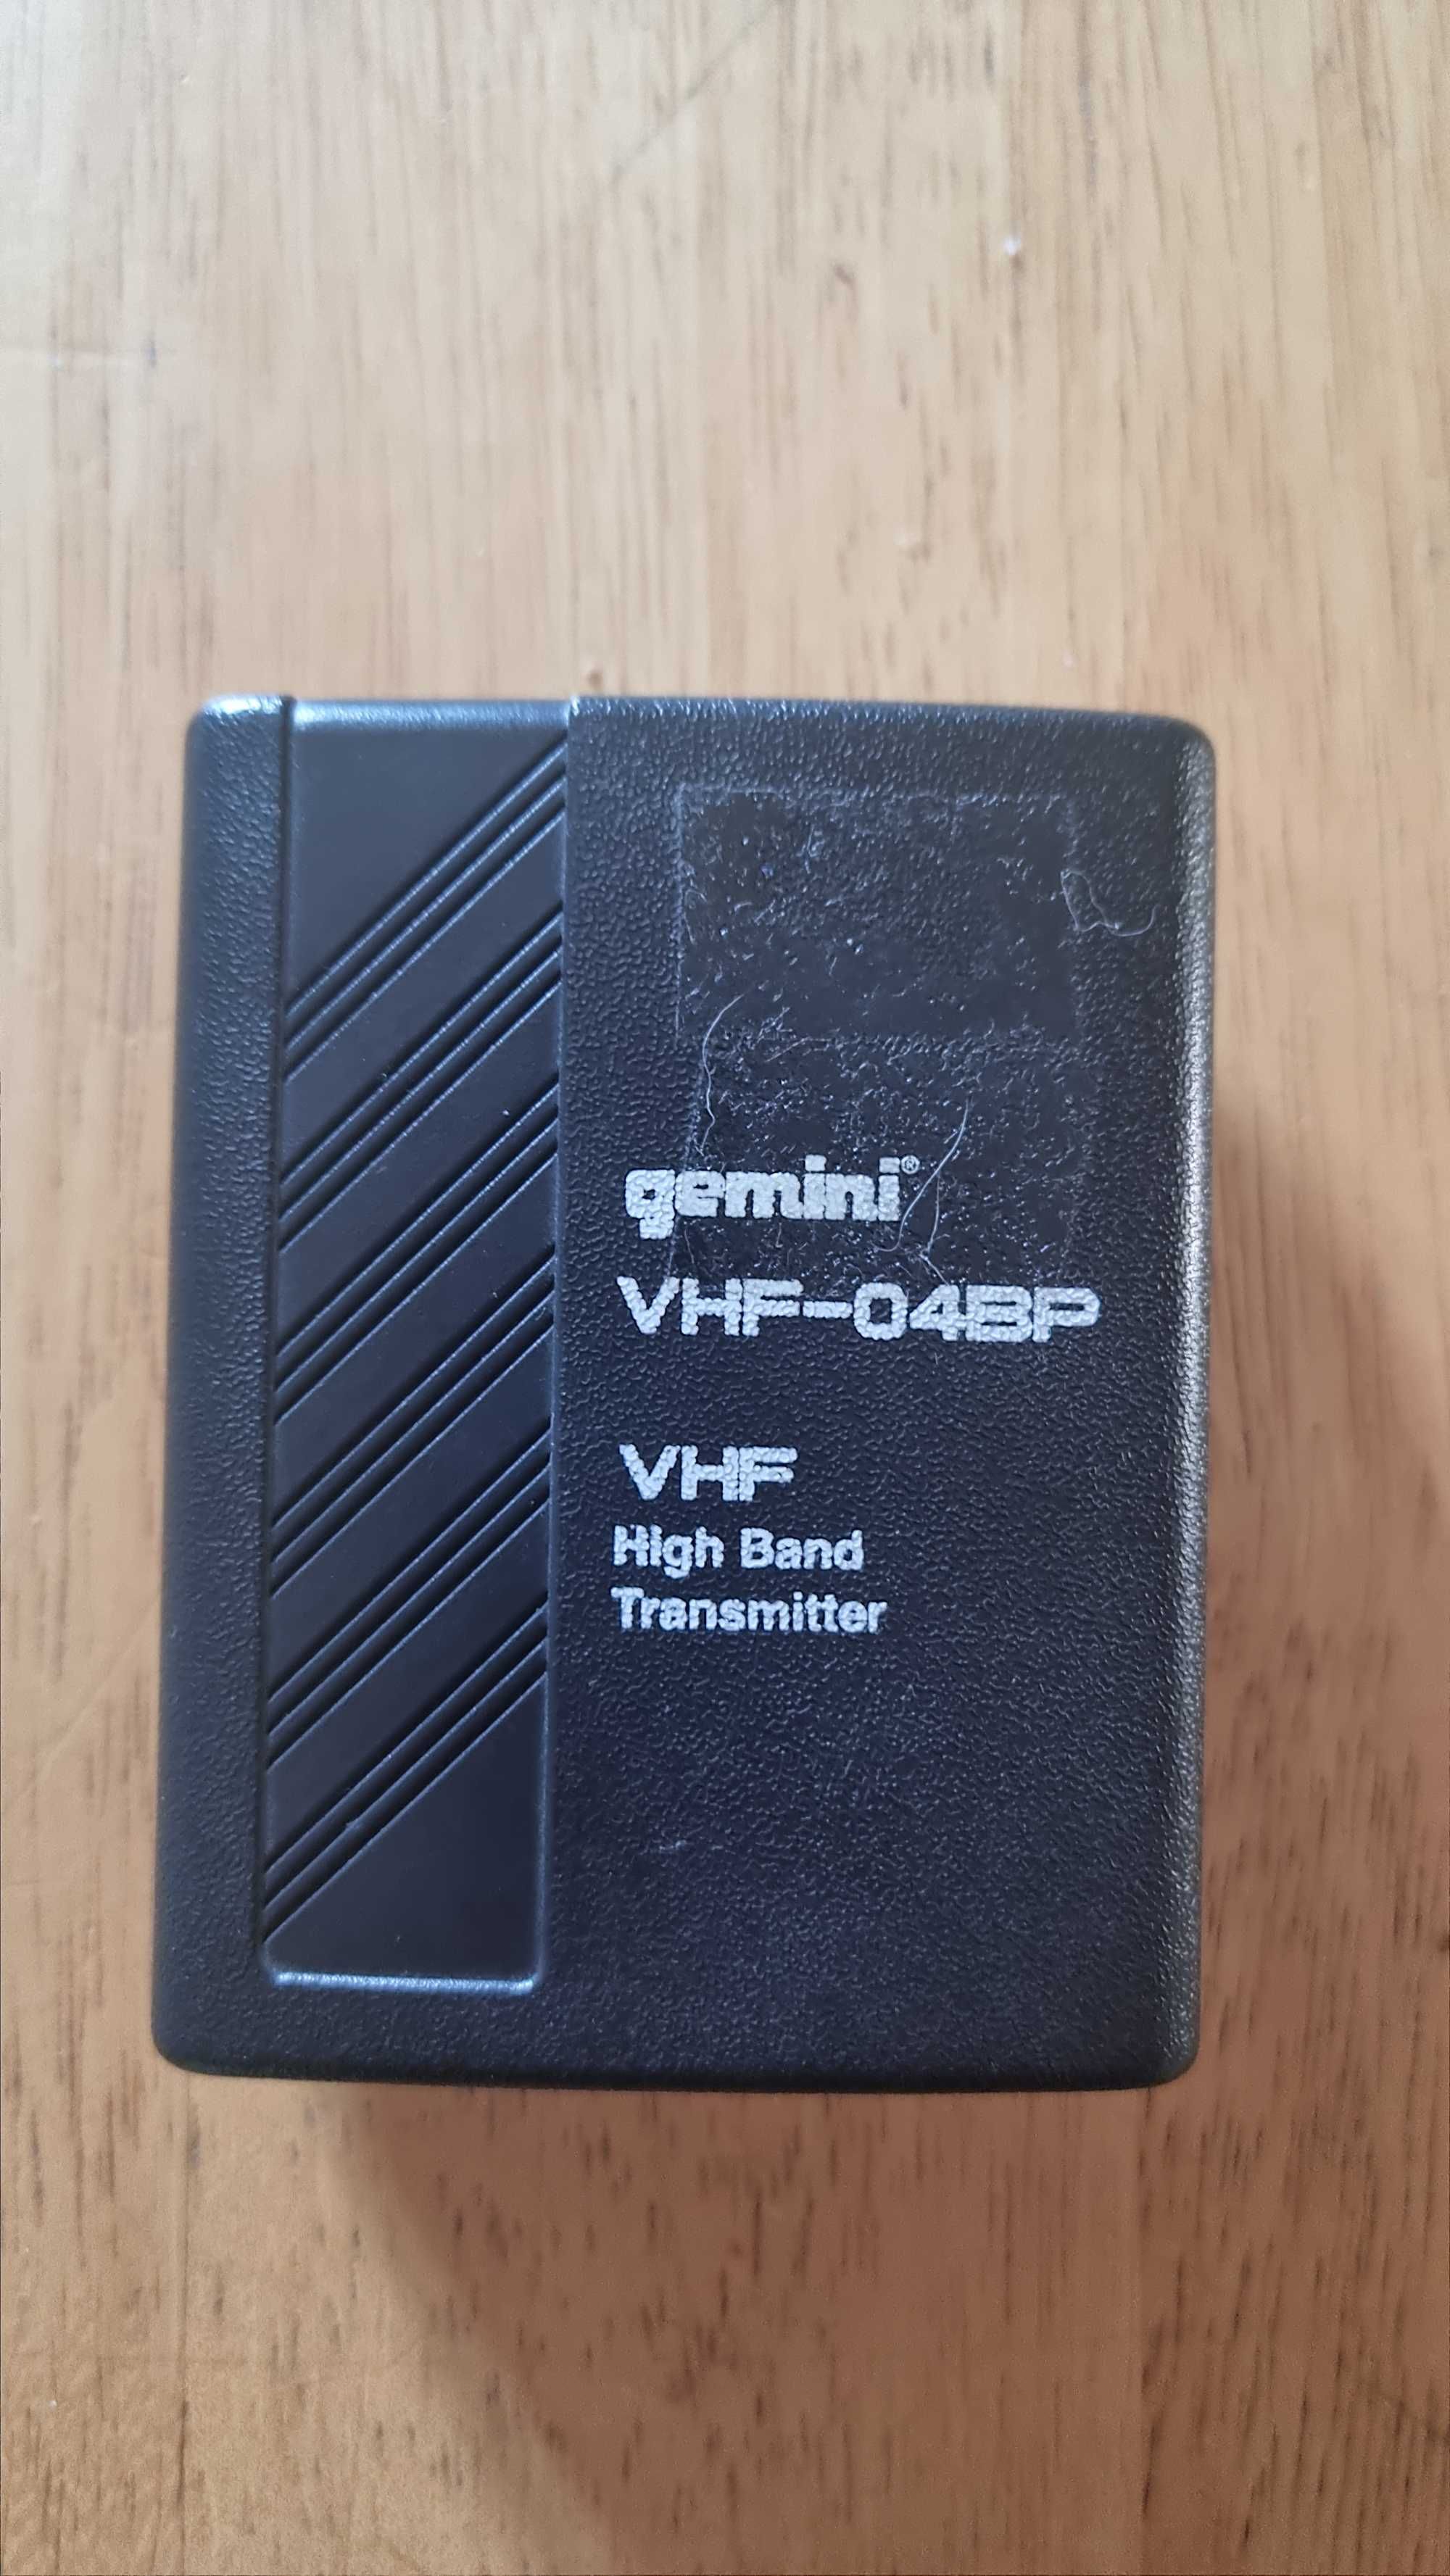 gemini®
VHF-04BP
VHF
High Band
Transmitter